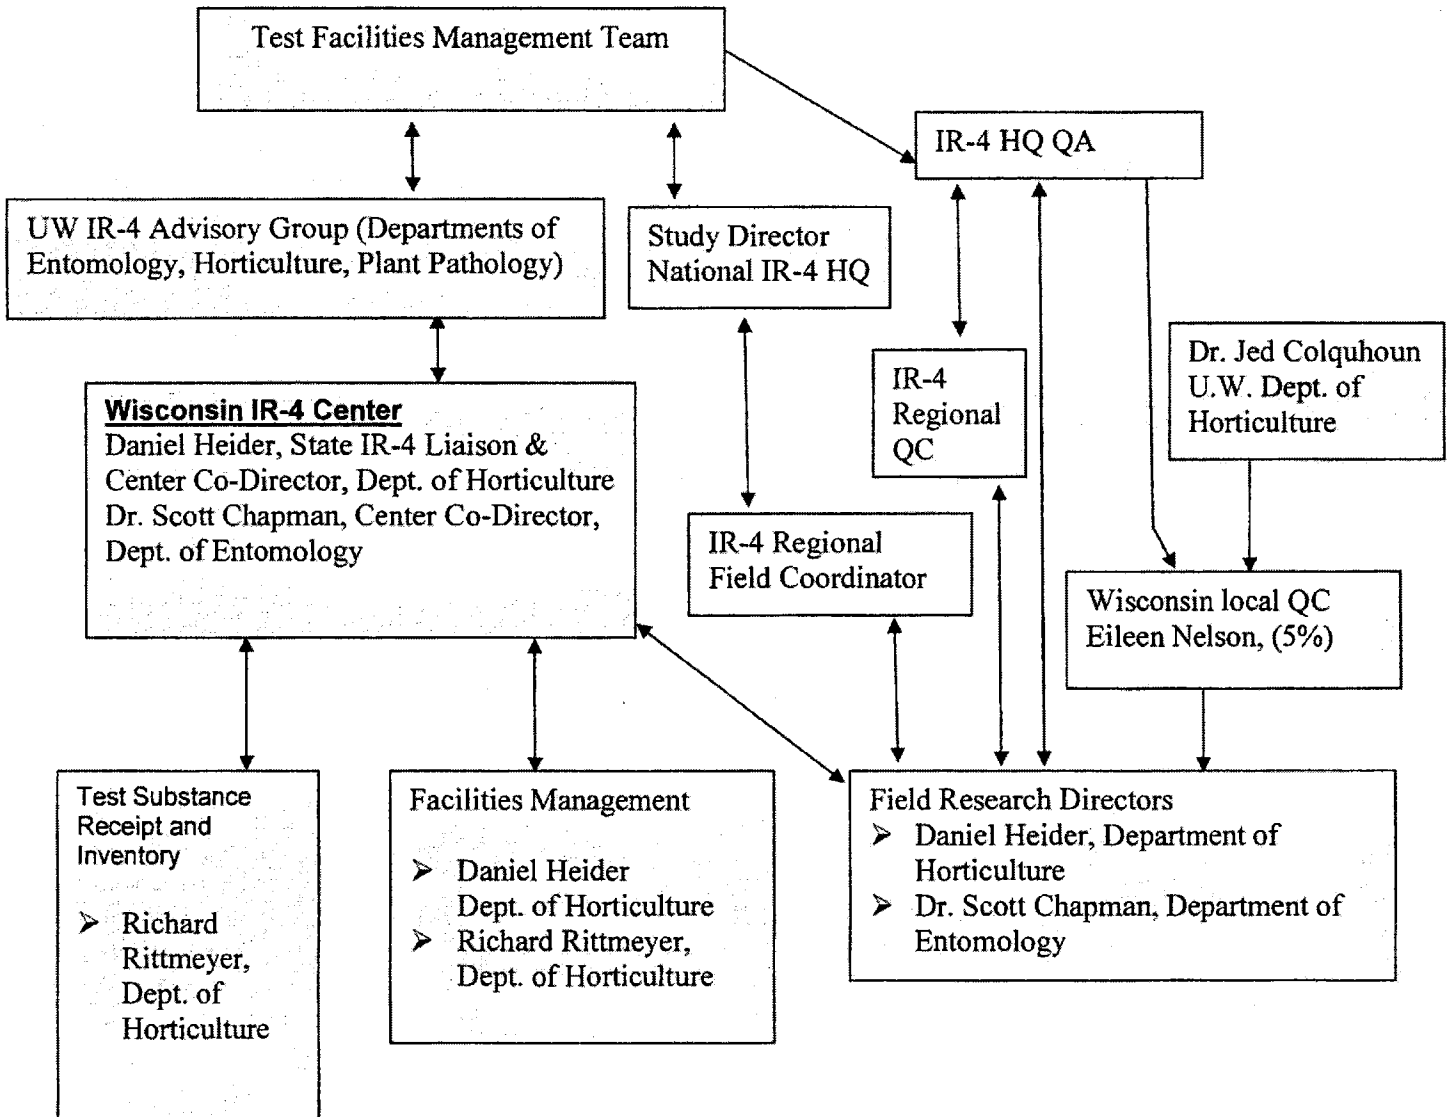 Test Facilities Management Team
IR-4 HQ QA
UW IR-4 Advisory Group (Departments of
Entomology, Horticulture, Plant Pathology)
Study Director
National IR-4 HQ
Dr. Jed Colquhoun
U.W. Dept. of
Horticulture
IR-4
Regional
QC
Wisconsin IR-4 Center
Daniel Heider, State IR-4 Liaison &
Center Co-Director, Dept. of Horticulture
Dr. Scott Chapman, Center Co-Director,
Dept. of Entomology
IR-4 Regional
Field Coordinator
Wisconsin local QC
Eileen Nelson, (5%)
Test Substance
Receipt and
Inventory
➢ Richard
Rittmeyer,
Dept. of
Horticulture
Facilities Management
➢ Daniel Heider
Dept. of Horticulture
➢ Richard Rittmeyer,
Dept. of Horticulture
Field Research Directors
➢ Daniel Heider, Department of
Horticulture
➢ Dr. Scott Chapman, Department of
Entomology